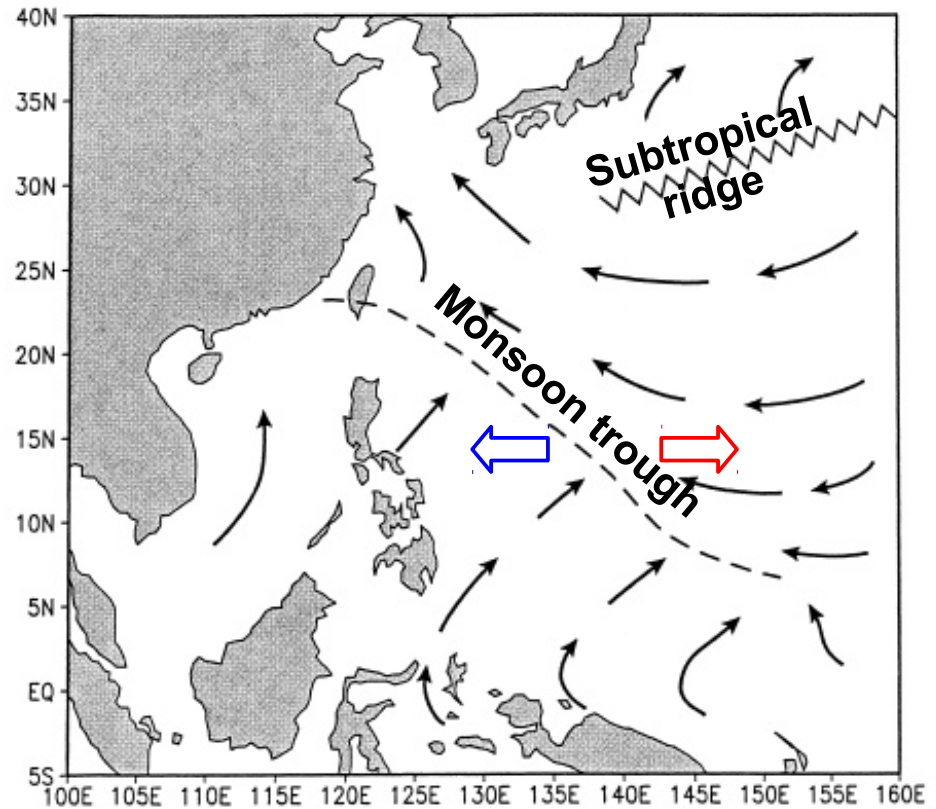 40N
35N
30N
25N
20N
15N
10N
5N
EQ
5S
Subtropical
ridge
Monsoon trough
100E 105E 110E 115E 120E 125E 130E 135E 140E 145E 150E 155E 160E